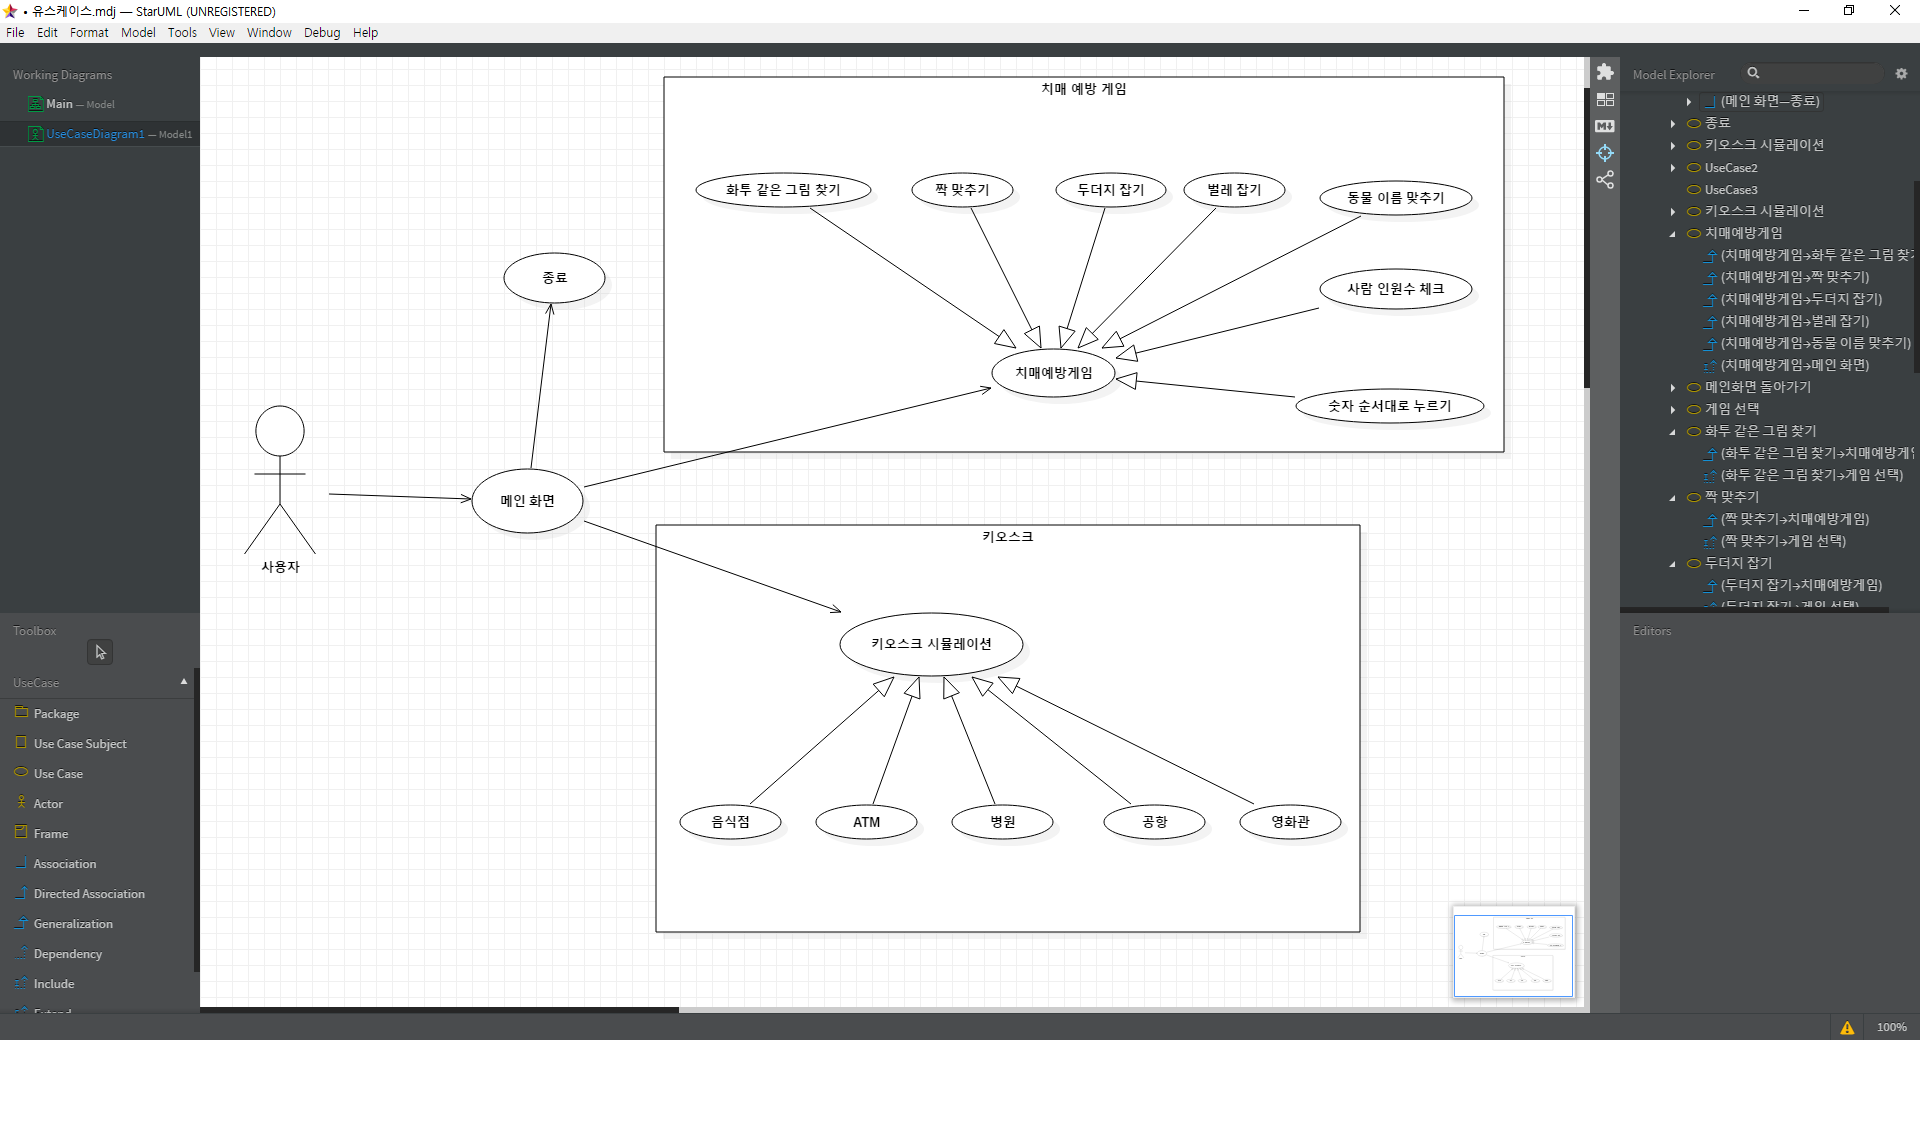 • 유스케이스.mdj — StarUML (UNREGISTERED)
File Edit Format Model Tools View Window Debug Help
Working Diagrams
Main — Model
UseCaseDiagram1 — Model1
Toolbox
UseCase
Package
Use Case Subject
Use Case
Actor
Frame
Association
Directed Association
Generalization
Dependency
Include
Extend
치매 예방 게임
화투 같은 그림 찾기
짝 맞추기
두더지 잡기
벌레 잡기
동물 이름 맞추기
사람 인원수 체크
치매예방게임
숫자 순서대로 누르기
종료
메인 화면
사용자
키오스크
키오스크 시뮬레이션
음식점
ATM
병원
공항
영화관
Model Explorer
(메인 화면—종료)
종료
키오스크 시뮬레이션
UseCase2
UseCase3
키오스크 시뮬레이션
치매예방게임
(치매예방게임→화투 같은 그림 찾기
(치매예방게임→짝 맞추기)
(치매예방게임→두더지 잡기)
(치매예방게임→벌레 잡기)
(치매예방게임→동물 이름 맞추기)
(치매예방게임→메인 화면)
메인화면 돌아가기
게임 선택
화투 같은 그림 찾기
(화투 같은 그림 찾기→치매예방게임
(화투 같은 그림 찾기→게임 선택)
짝 맞추기
(짝 맞추기→치매예방게임)
(짝 맞추기→게임 선택)
두더지 잡기
(두더지 잡기→치매예방게임)
(두더지 잡기→게임 선택)
Editors
100%